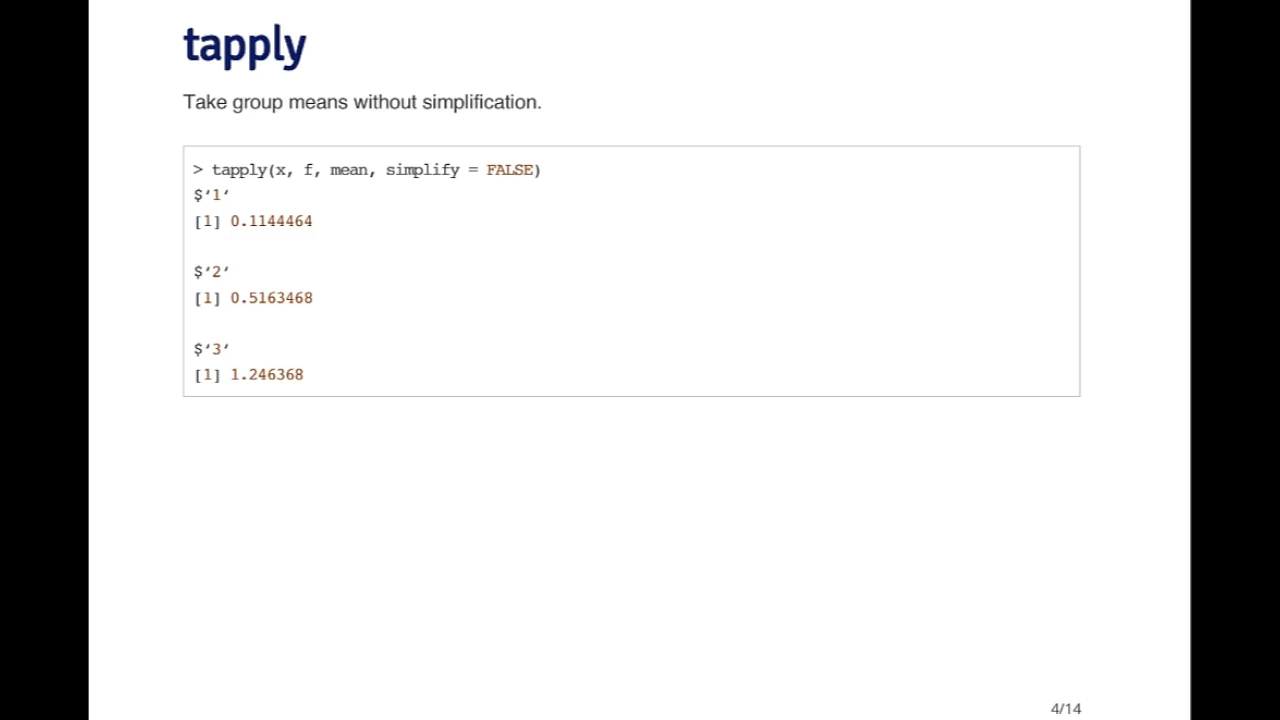 tapply
Take group means without simplification.
> tapply(x, f, mean, simplify = FALSE)
$‘1‘
[1] 0.1144464
$‘2‘
[1] 0.5163468
$‘3‘
[1] 1.246368
4/14